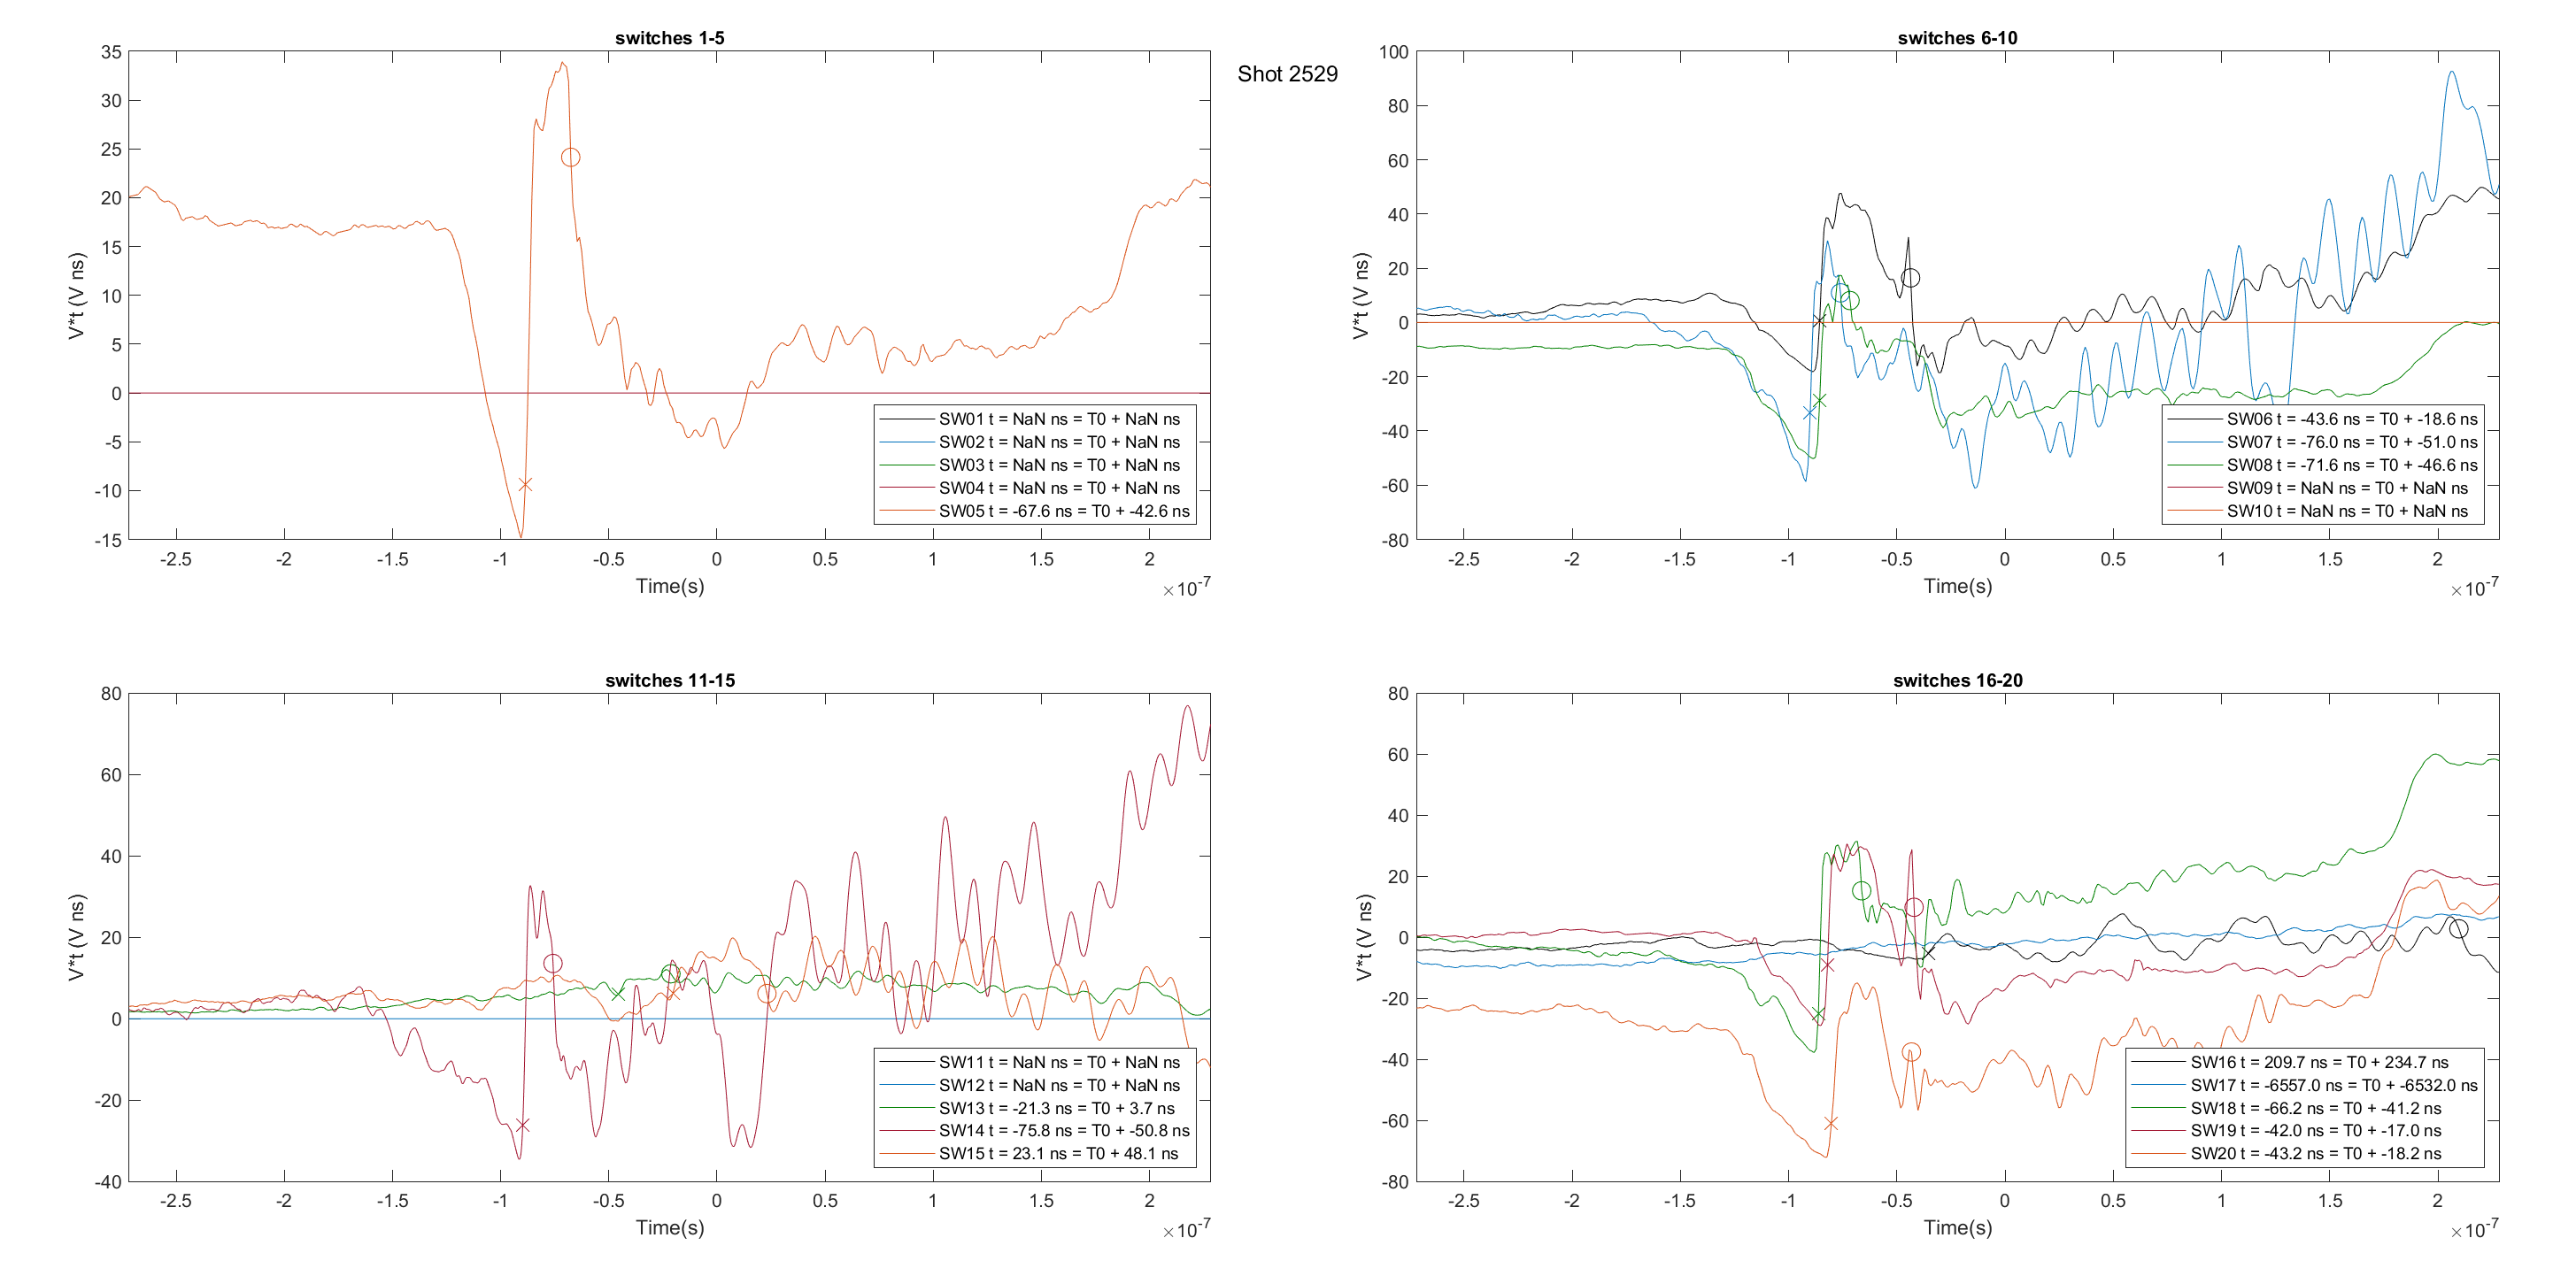 Shot 2529
switches 1-5
35
30
25
20
15
10
5
0
-5
-10
-15
V*t (V ns)
-2.5 -2 -1.5 -1 -0.5 0 0.5 1 1.5 2
Time(s)
×10-7
SW01 t = NaN ns = T0 + NaN ns
SW02 t = NaN ns = T0 + NaN ns
SW03 t = NaN ns = T0 + NaN ns
SW04 t = NaN ns = T0 + NaN ns
SW05 t = -67.6 ns = T0 + -42.6 ns
switches 6-10
100
80
60
40
20
0
-20
-40
-60
-80
V*t (V ns)
-2.5 -2 -1.5 -1 -0.5 0 0.5 1 1.5 2
Time(s)
×10-7
SW06 t = -43.6 ns = T0 + -18.6 ns
SW07 t = -76.0 ns = T0 + -51.0 ns
SW08 t = -71.6 ns = T0 + -46.6 ns
SW09 t = NaN ns = T0 + NaN ns
SW10 t = NaN ns = T0 + NaN ns
switches 11-15
80
60
40
20
0
-20
-40
V*t (V ns)
-2.5 -2 -1.5 -1 -0.5 0 0.5 1 1.5 2
Time(s)
×10-7
SW11 t = NaN ns = T0 + NaN ns
SW12 t = NaN ns = T0 + NaN ns
SW13 t = -21.3 ns = T0 + 3.7 ns
SW14 t = -75.8 ns = T0 + -50.8 ns
SW15 t = 23.1 ns = T0 + 48.1 ns
switches 16-20
80
60
40
20
0
-20
-40
-60
-80
V*t (V ns)
-2.5 -2 -1.5 -1 -0.5 0 0.5 1 1.5 2
Time(s)
×10-7
SW16 t = 209.7 ns = T0 + 234.7 ns
SW17 t = -6557.0 ns = T0 + -6532.0 ns
SW18 t = -66.2 ns = T0 + -41.2 ns
SW19 t = -42.0 ns = T0 + -17.0 ns
SW20 t = -43.2 ns = T0 + -18.2 ns